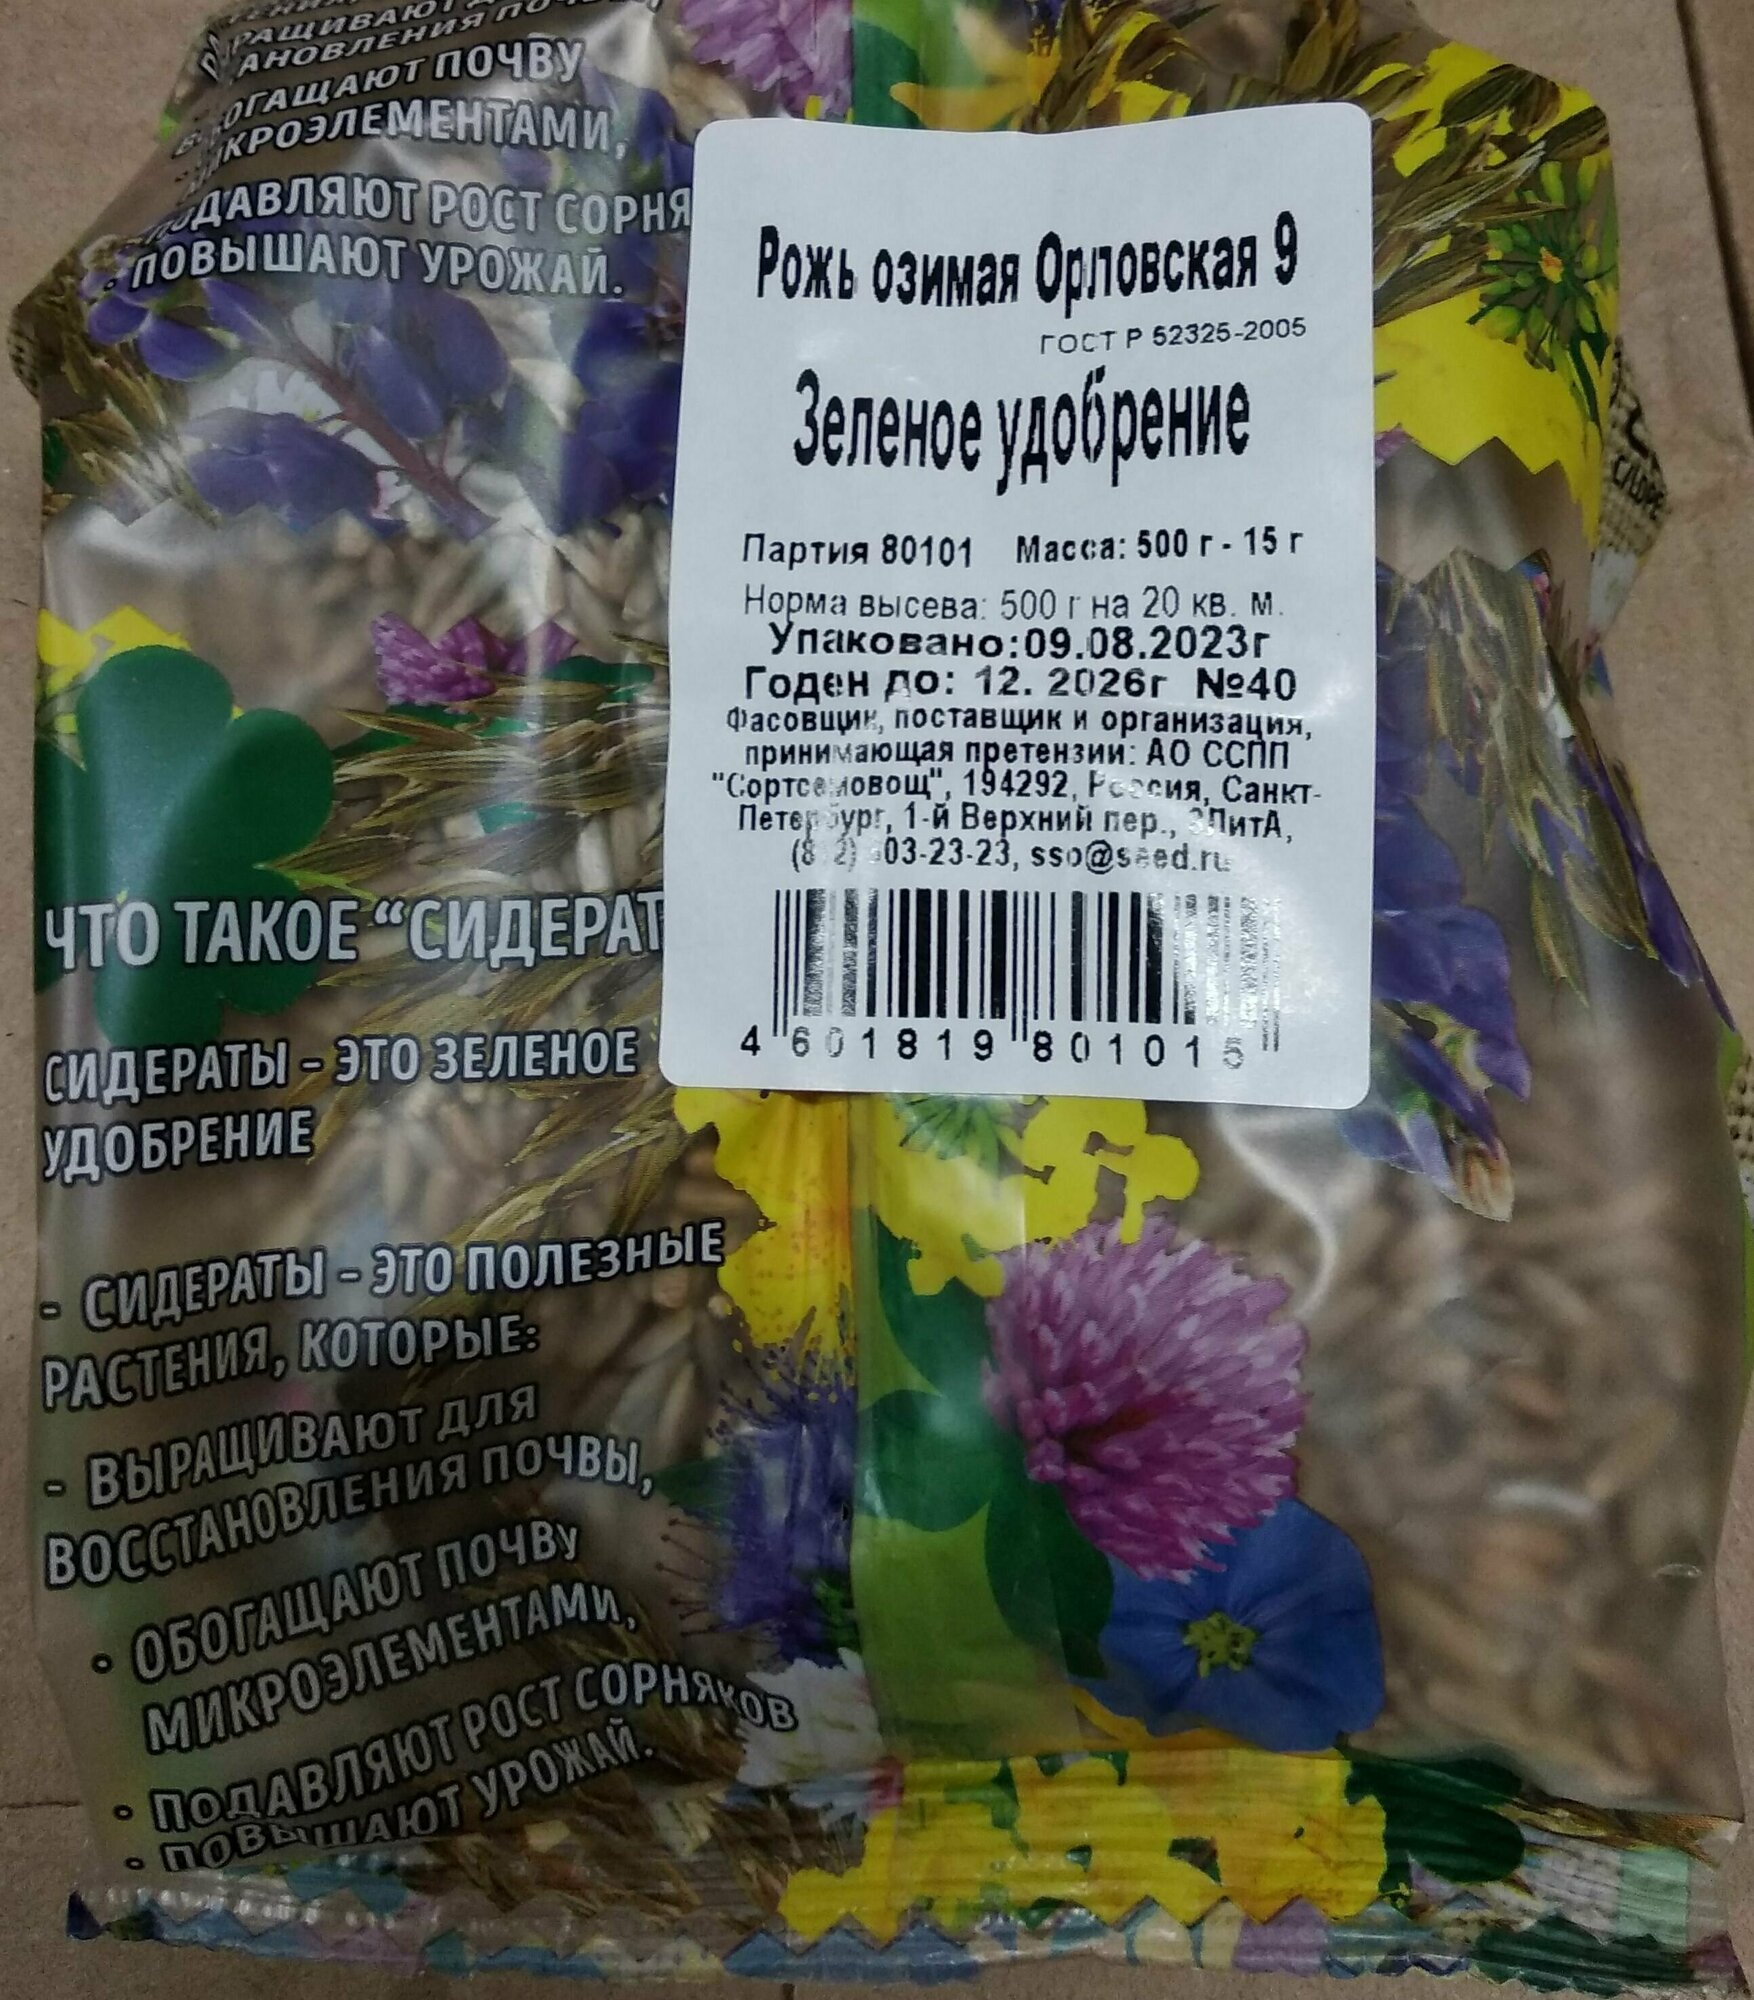 ВЫРАЩИВАЮТ
ПОЧВУ
МИКРОЭЛЕМЕНТАМИ,
ПОДАВЛЯЮТ РОСТ СОРНЯ
ПОВЫШАЮТ УРОЖАЙ.
Рожь озимая Орловская 9
ГОСТ Р 52325-2005
Зеленое удобрение
Партия 80101 Масса: 500 г - 15 г
Норма высева: 500 г на 20 кв. м.
Упаковано:09.08.2023г
Годен до: 12. 2026г №40
Фасовщик, поставщик и организация,
принимающая претензии: АО ССПП
"Сортсемовощ", 194292, Россия, Санкт-
Петербург, 1-й Верхний пер.,
03-23-23, sso@seed.ru
4 601819 801015
ЧТО ТАКОЕ “СИДЕРАТ
СИДЕРАТЫ – ЭТО ЗЕЛЕНОЕ
УДОБРЕНИЕ
- СИДЕРАТЫ – ЭТО ПОЛЕЗНЫЕ
РАСТЕНИЯ, КОТОРЫЕ:
- ВЫРАЩИВАЮТ ДЛЯ
ВОССТАНОВЛЕНИЯ ПОЧВЫ,
◦ ОБОГАЩАЮТ ПОЧВУ
МИКРОЭЛЕМЕНТАМИ,
◦ ПОДАВЛЯЮТ РОСТ СОРНЯКОВ
◦ ПОВЫШАЮТ УРОЖАЙ.